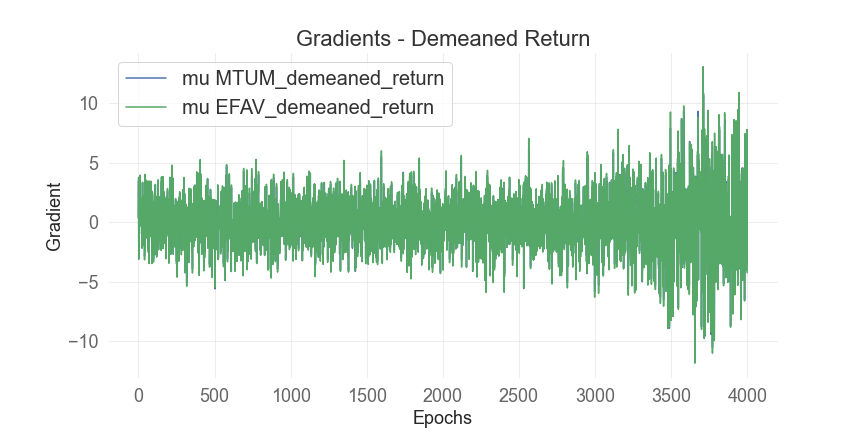 Gradients - Demeaned Return
mu MTUM_demeaned_return
mu EFAV_demeaned_return
10
5
0
−5
−10
Gradient
0 500 1000 1500 2000 2500 3000 3500 4000
Epochs